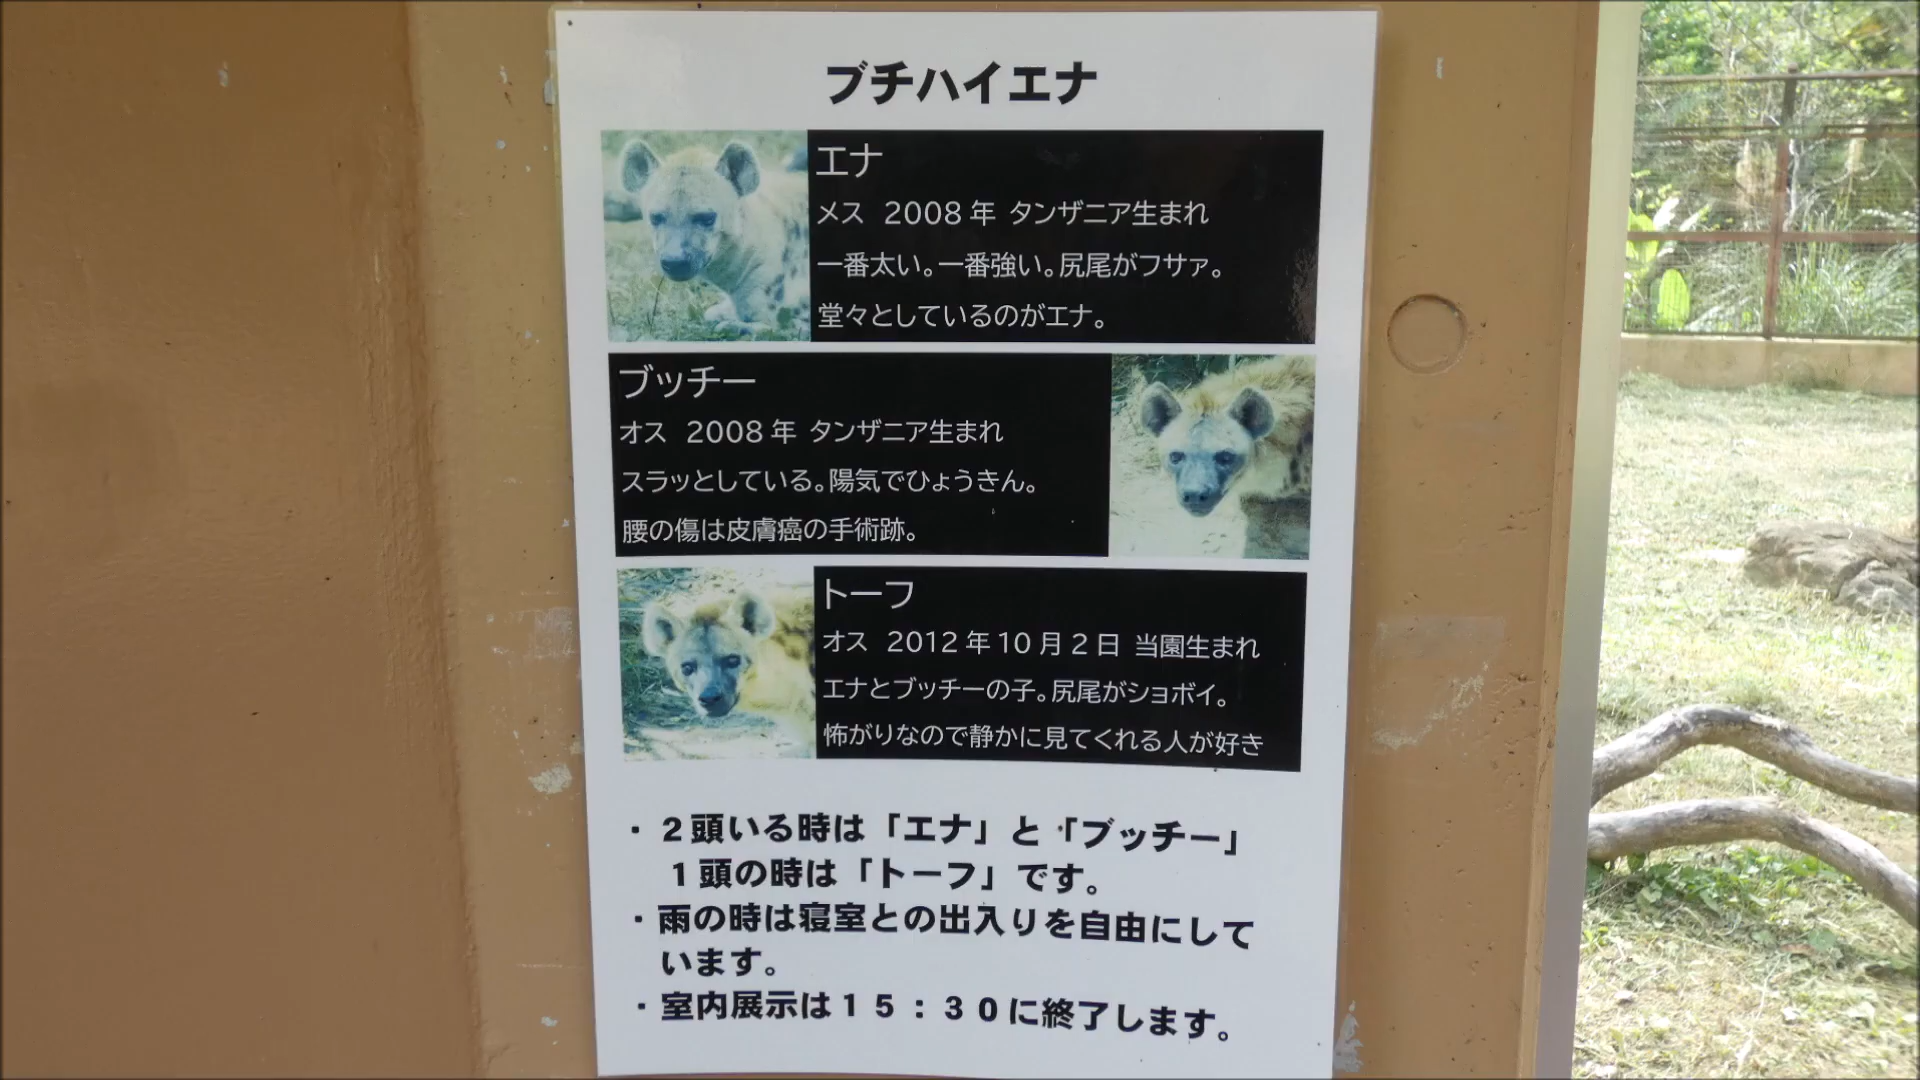 ブチハイエナ
エナ
メス 2008年 タンザニア生まれ
一番太い。一番強い。尻尾がフサァ。
堂々としているのがエナ。
ブッチー
オス 2008年 タンザニア生まれ
スラッとしている。陽気でひょうきん。
腰の傷は皮膚癌の手術跡。
トーフ
オス 2012年10月2日 当園生まれ
エナとブッチーの子。尻尾がショボイ。
怖がりなので静かに見てくれる人が好き
・２頭いる時は「エナ」と「ブッチー」
１頭の時は「トーフ」です。
・雨の時は寝室との出入りを自由にして
います。
・室内展示は１５：３０に終了します。